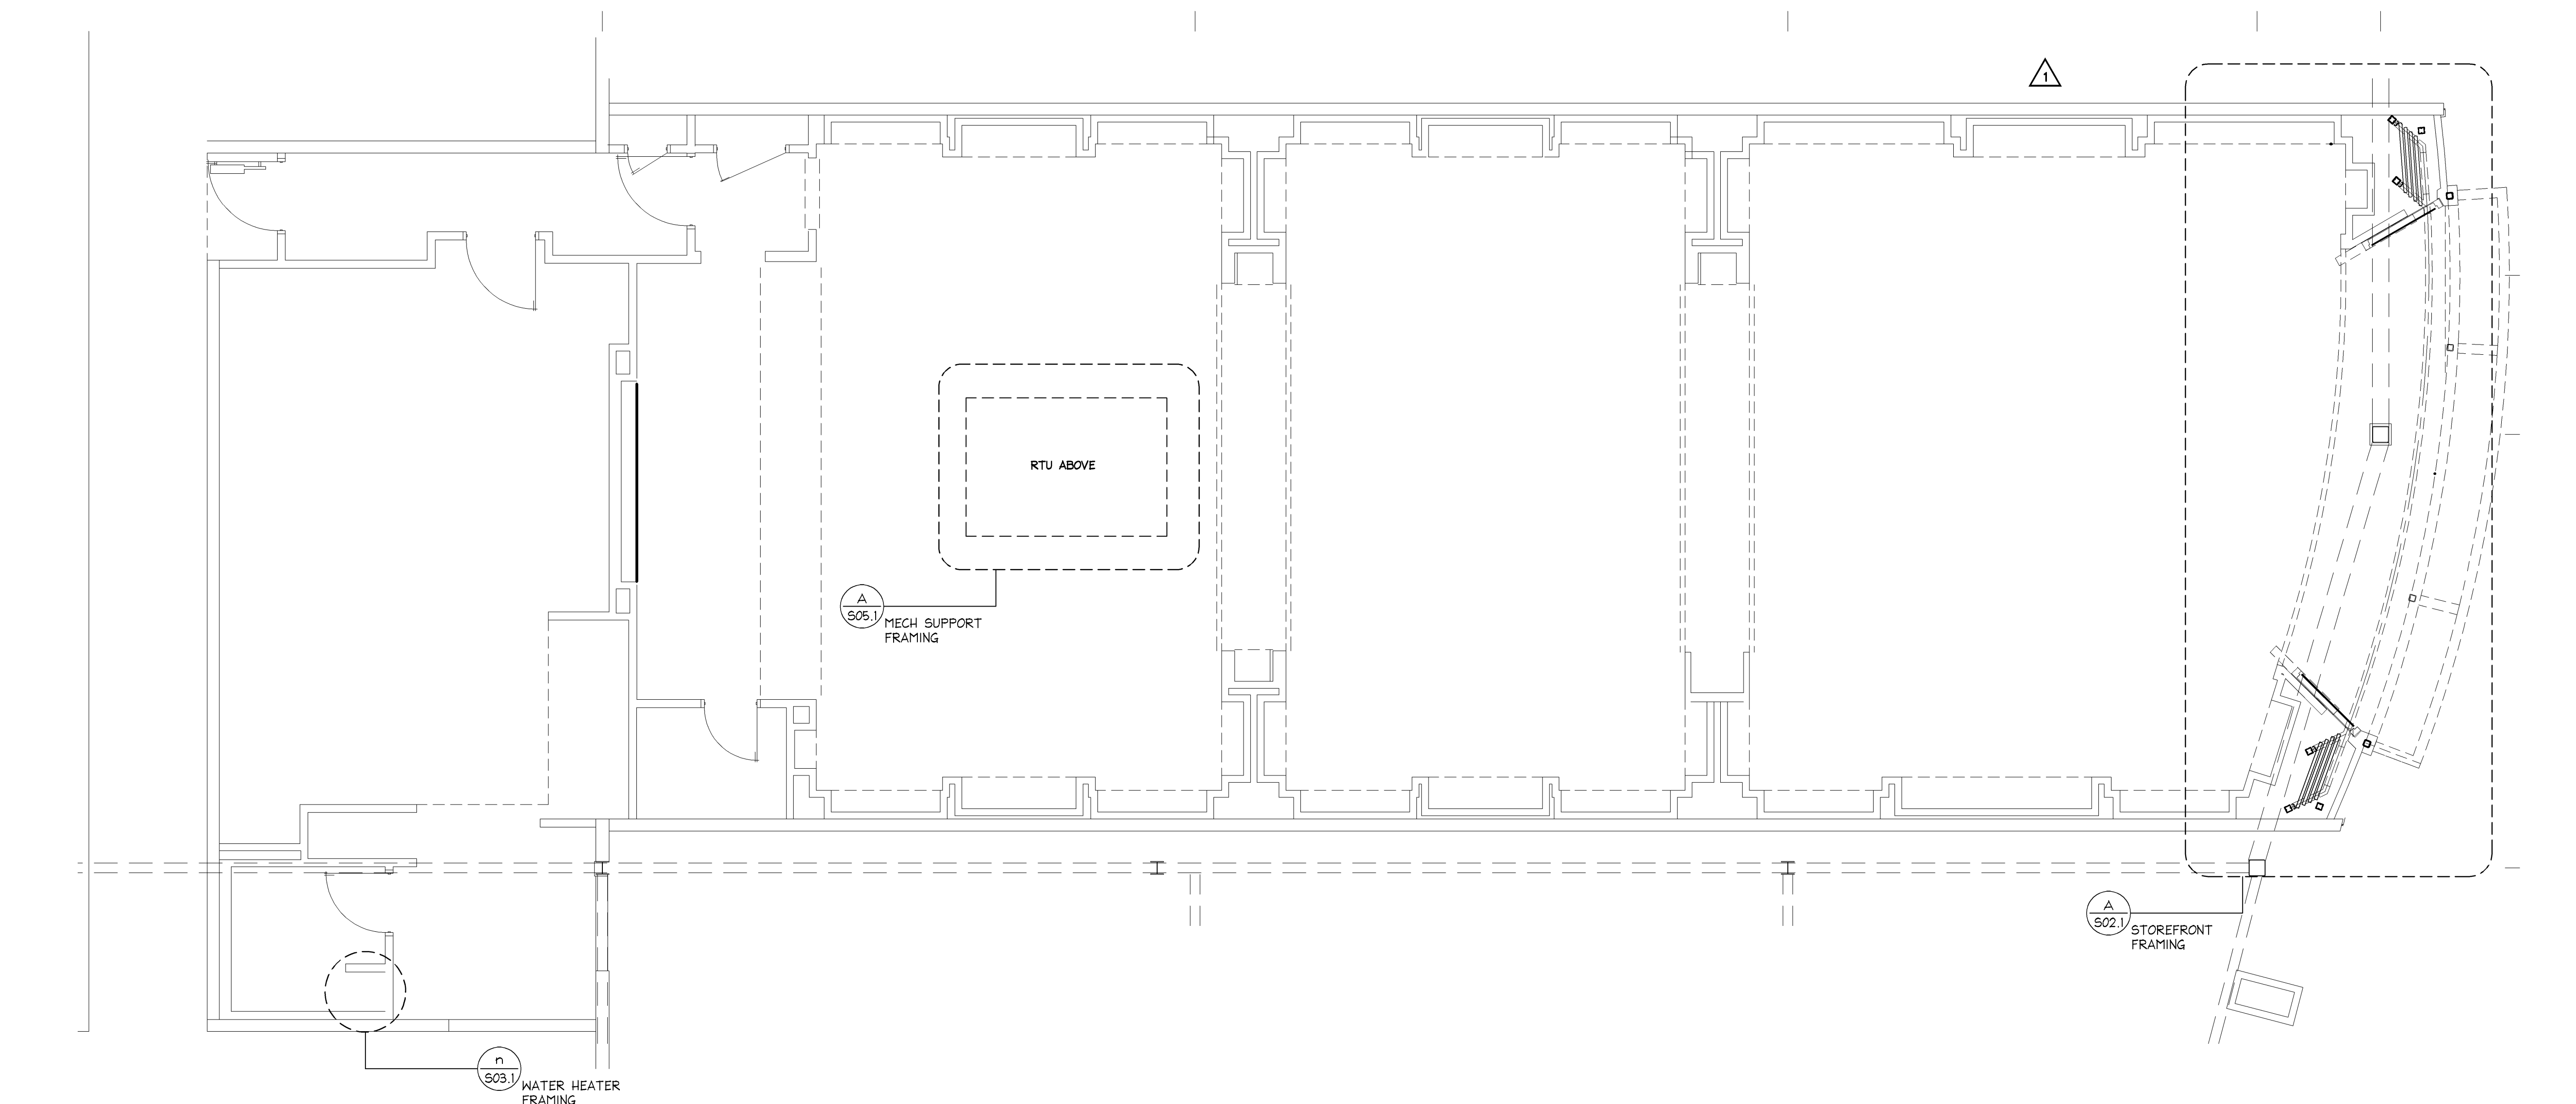 1
RTU ABOVE
A
S05.1
MECH SUPPORT
FRAMING
A
S02.1
STOREFRONT
FRAMING
n
S03.1
WATER HEATER
FRAMING